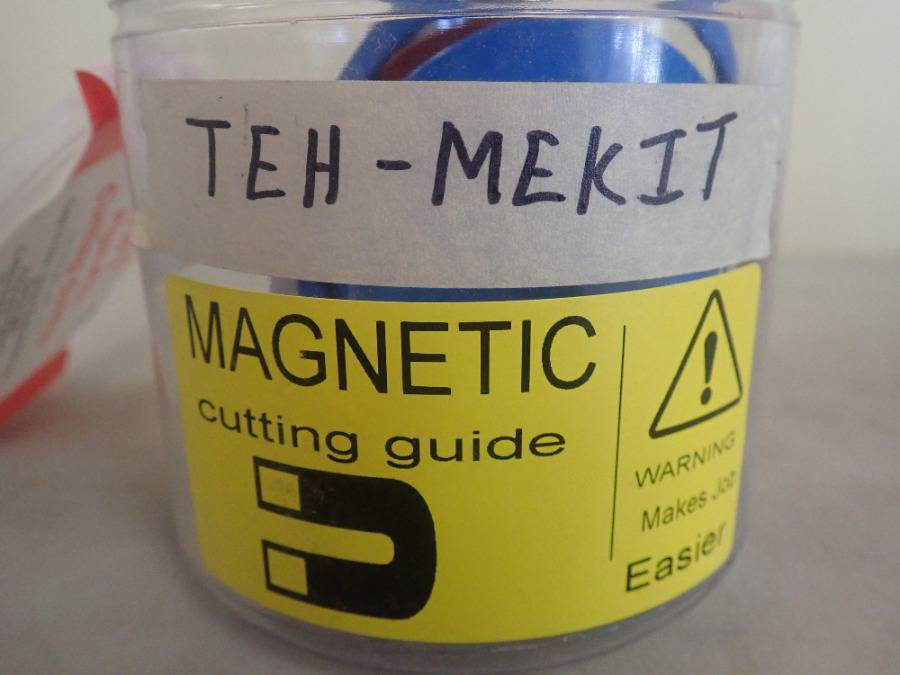 TEH-MEKIT
MAGNETIC
cutting guide
WARNING
Makes Job
Easier